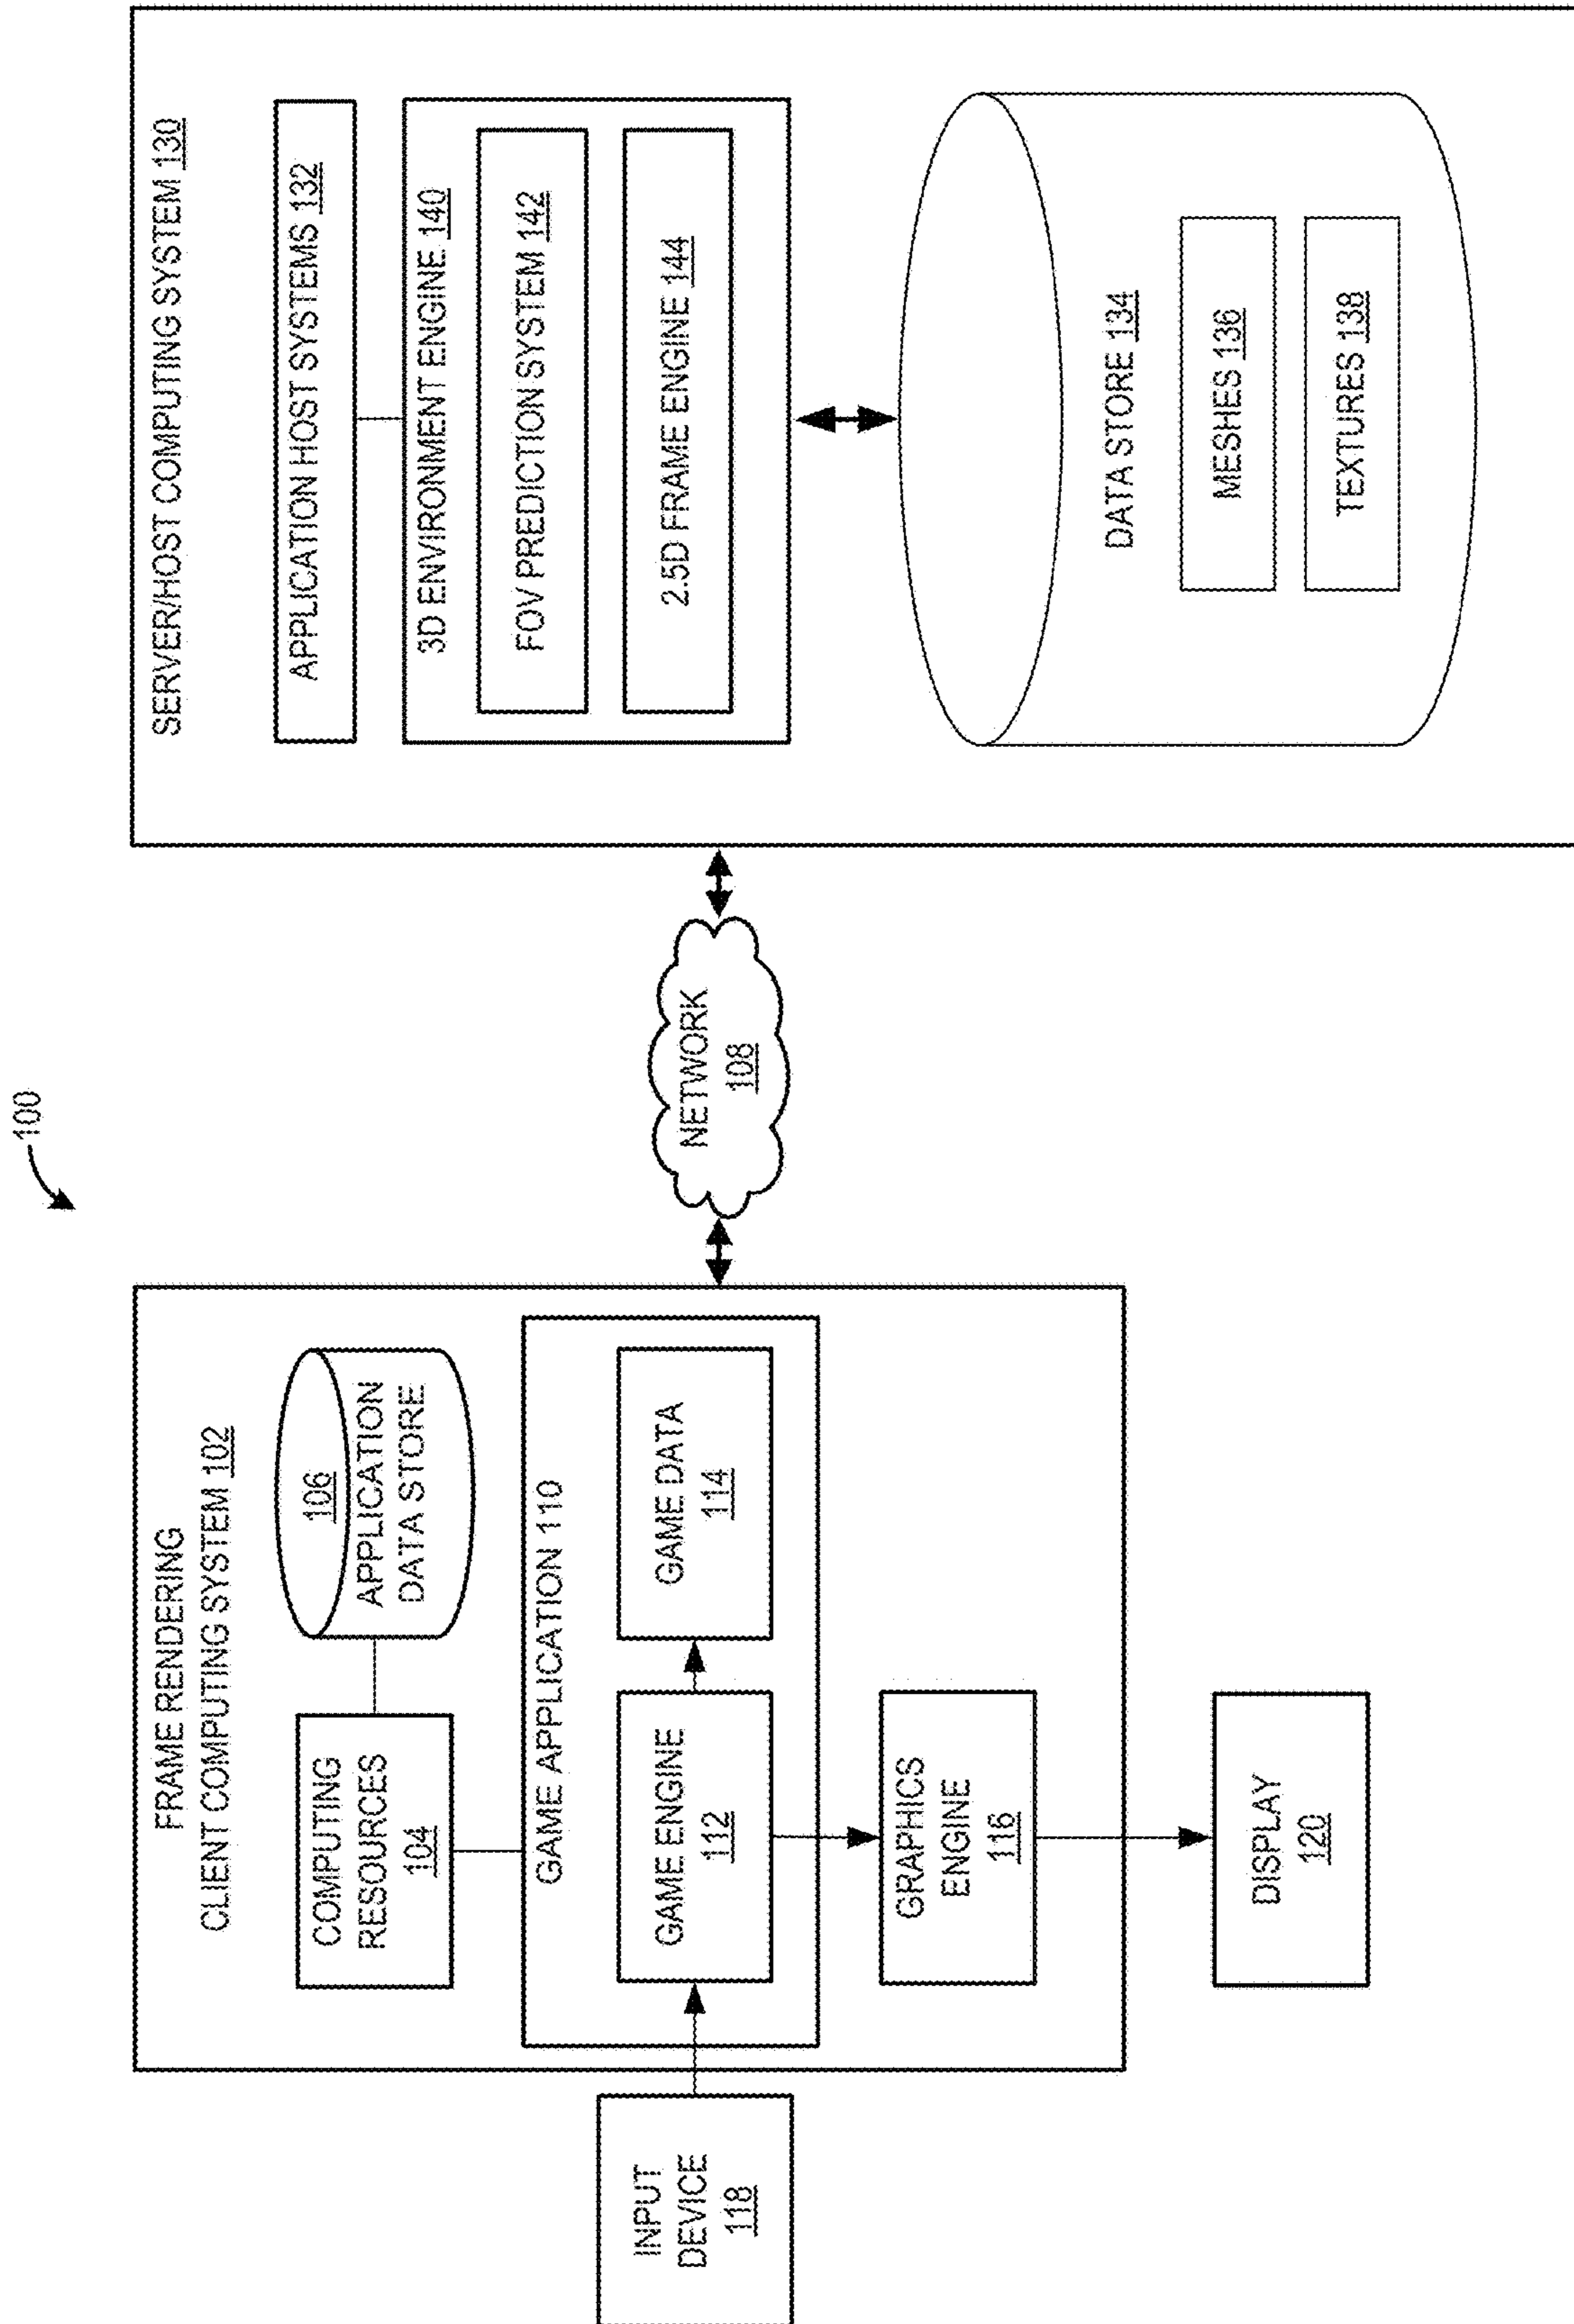 100
FRAME RENDERING
CLIENT COMPUTING SYSTEM 102
COMPUTING
RESOURCES
104
106
APPLICATION
DATA STORE
GAME APPLICATION 110
GAME ENGINE
112
GAME DATA
114
GRAPHICS
ENGINE
116
INPUT
DEVICE
118
DISPLAY
120
NETWORK
108
SERVER/HOST COMPUTING SYSTEM 130
APPLICATION HOST SYSTEMS 132
3D ENVIRONMENT ENGINE 140
FOV PREDICTION SYSTEM 142
2.5D FRAME ENGINE 144
DATA STORE 134
MESHES 136
TEXTURES 138